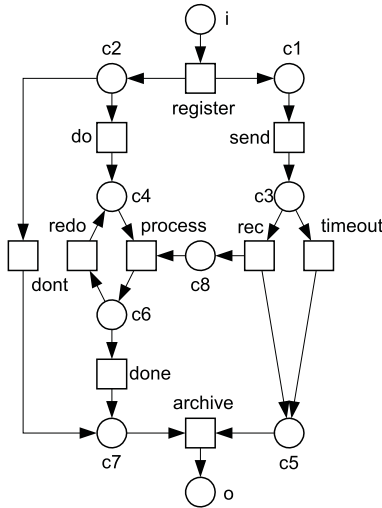 i
c2
c1
register
do
send
c4
c3
redo
process
rec
timeout
dont
c8
c6
done
archive
c7
c5
o